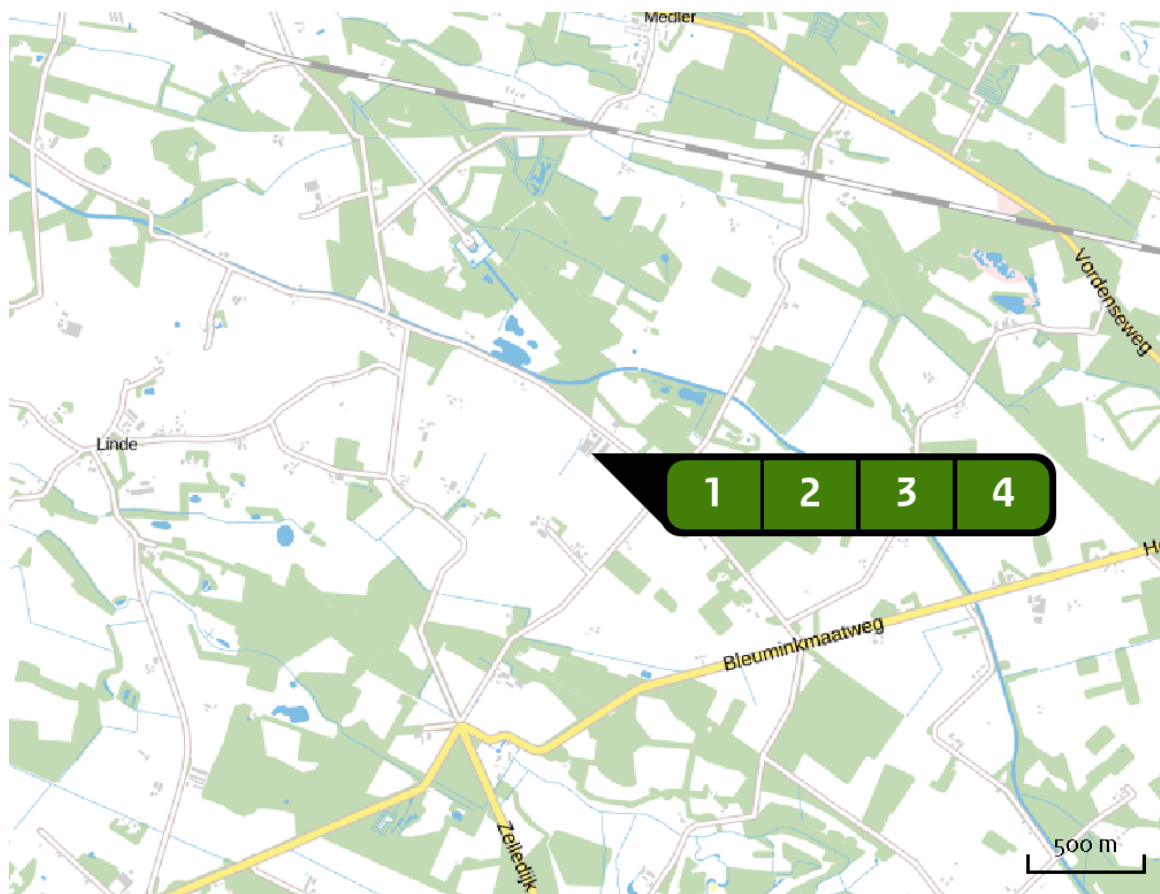 Medler
Vordenseweg
Linde
1 2 3 4
Bleuminkmaatweg
Zelledijk
500 m